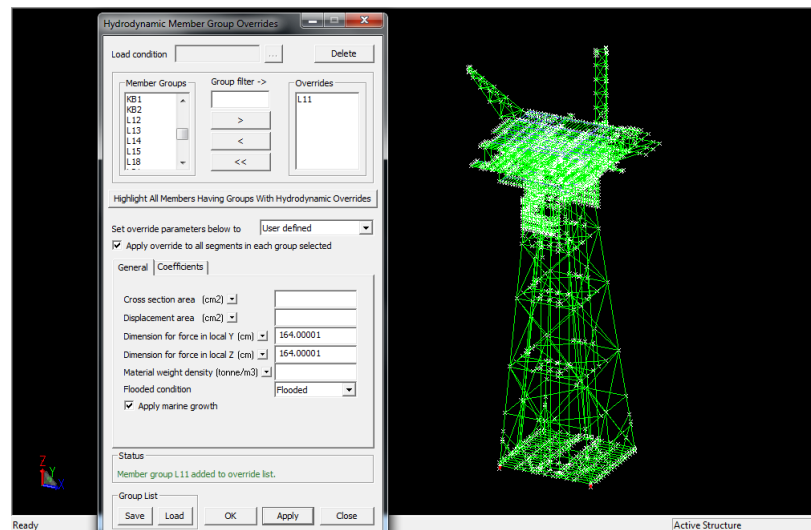 Hydrodynamic Member Group Overrides
Load condition ... Delete
Member Groups Group filter -> Overrides
KB1
KB2
L12
L13
L14
L15
L18
L11
>
<
<<
Highlight All Members Having Groups With Hydrodynamic Overrides
Set override parameters below to User defined
Apply override to all segments in each group selected
General Coefficients
Cross section area (cm2)
Displacement area (cm2)
Dimension for force in local Y (cm) 164.00001
Dimension for force in local Z (cm) 164.00001
Material weight density (tonne/m3)
Flooded condition Flooded
Apply marine growth
Status
Member group L11 added to override list.
Group List
Save Load OK Apply Close
Z
Y
X
Ready Active Structure